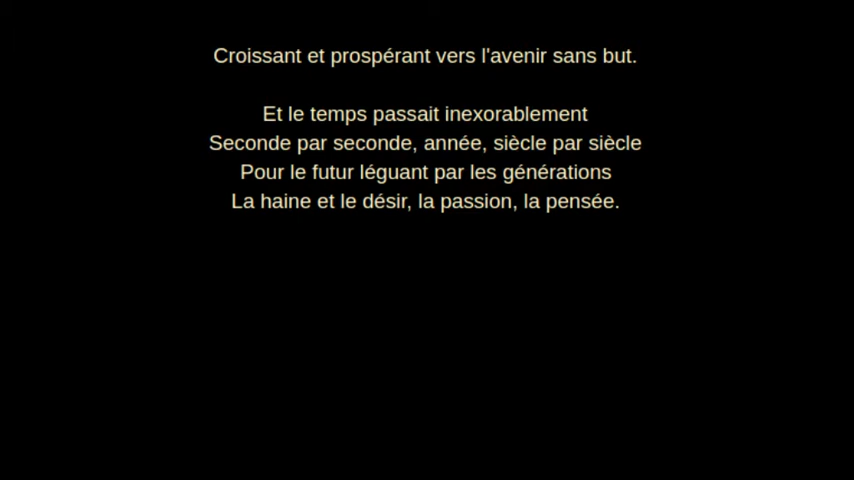 Croissant et prospérant vers l'avenir sans but.
Et le temps passait inexorablement
Seconde par seconde, année, siècle par siècle
Pour le futur léguant par les générations
La haine et le désir, la passion, la pensée.